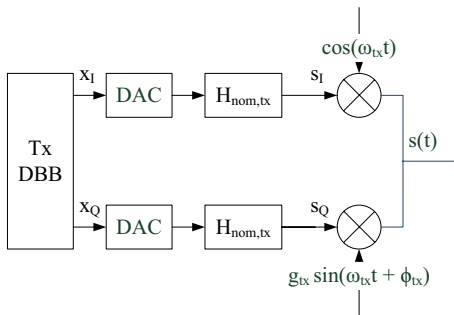 cos(ω_tx t)
x_I
DAC
H_nom,tx
s_I
Tx
DBB
s(t)
x_Q
DAC
H_nom,tx
s_Q
g_tx sin(ω_tx t + ϕ_tx)